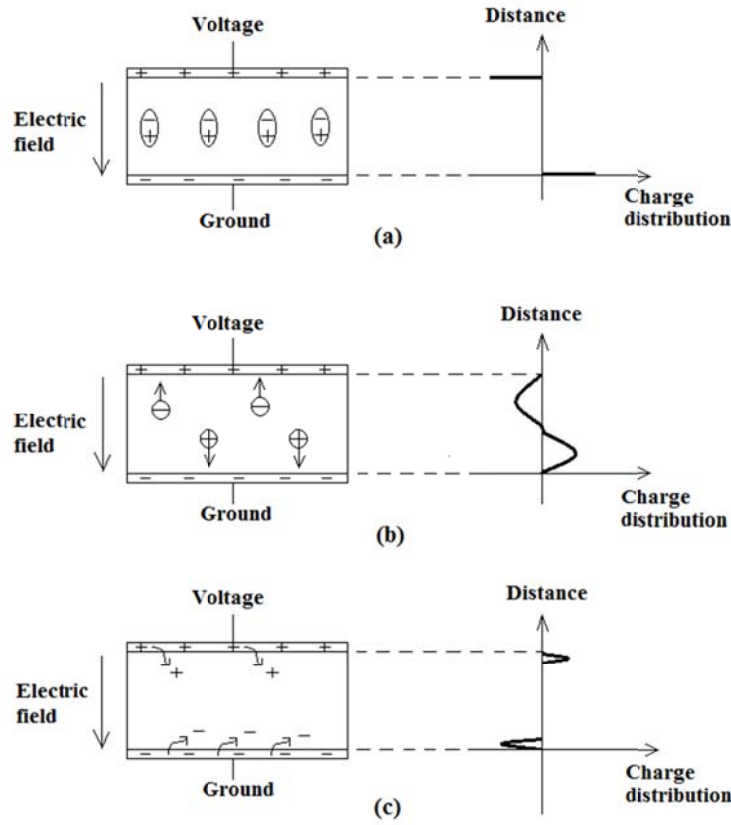 Distance
Voltage
+ + + + +
Electric
field
− − − −
+ + + +
− − − − −
Ground
Charge
distribution
(a)
Distance
Voltage
+ + + + +
Electric
field
− −
+ +
− − − − −
Ground
Charge
distribution
(b)
Distance
Voltage
+ + + + +
+ +
Electric
field
− − −
− − − − −
Ground
Charge
distribution
(c)